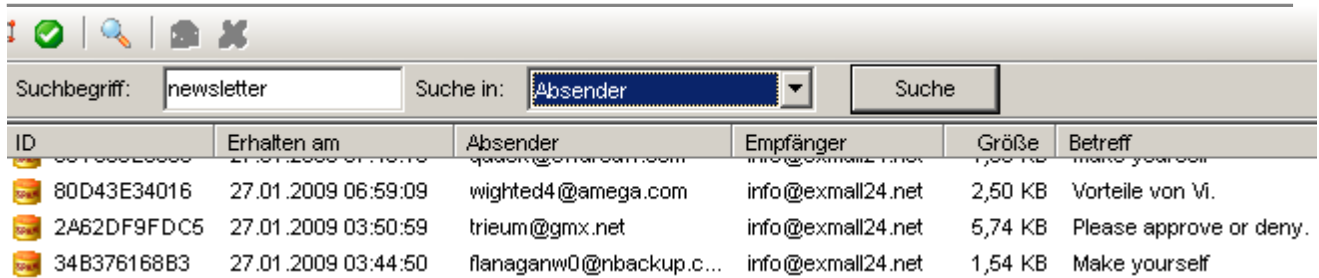 Suchbegriff: newsletter Suche in: Absender Suche
ID Erhalten am Absender Empfänger Größe Betreff
80D43E34016 27.01.2009 06:59:09 wighted4@amega.com info@exmall24.net 2,50 KB Vorteile von Vi.
2A62DF9FDC5 27.01.2009 03:50:59 trieum@gmx.net info@exmall24.net 5,74 KB Please approve or deny.
34B376168B3 27.01.2009 03:44:50 flanaganw0@nbackup.c... info@exmall24.net 1,54 KB Make yourself